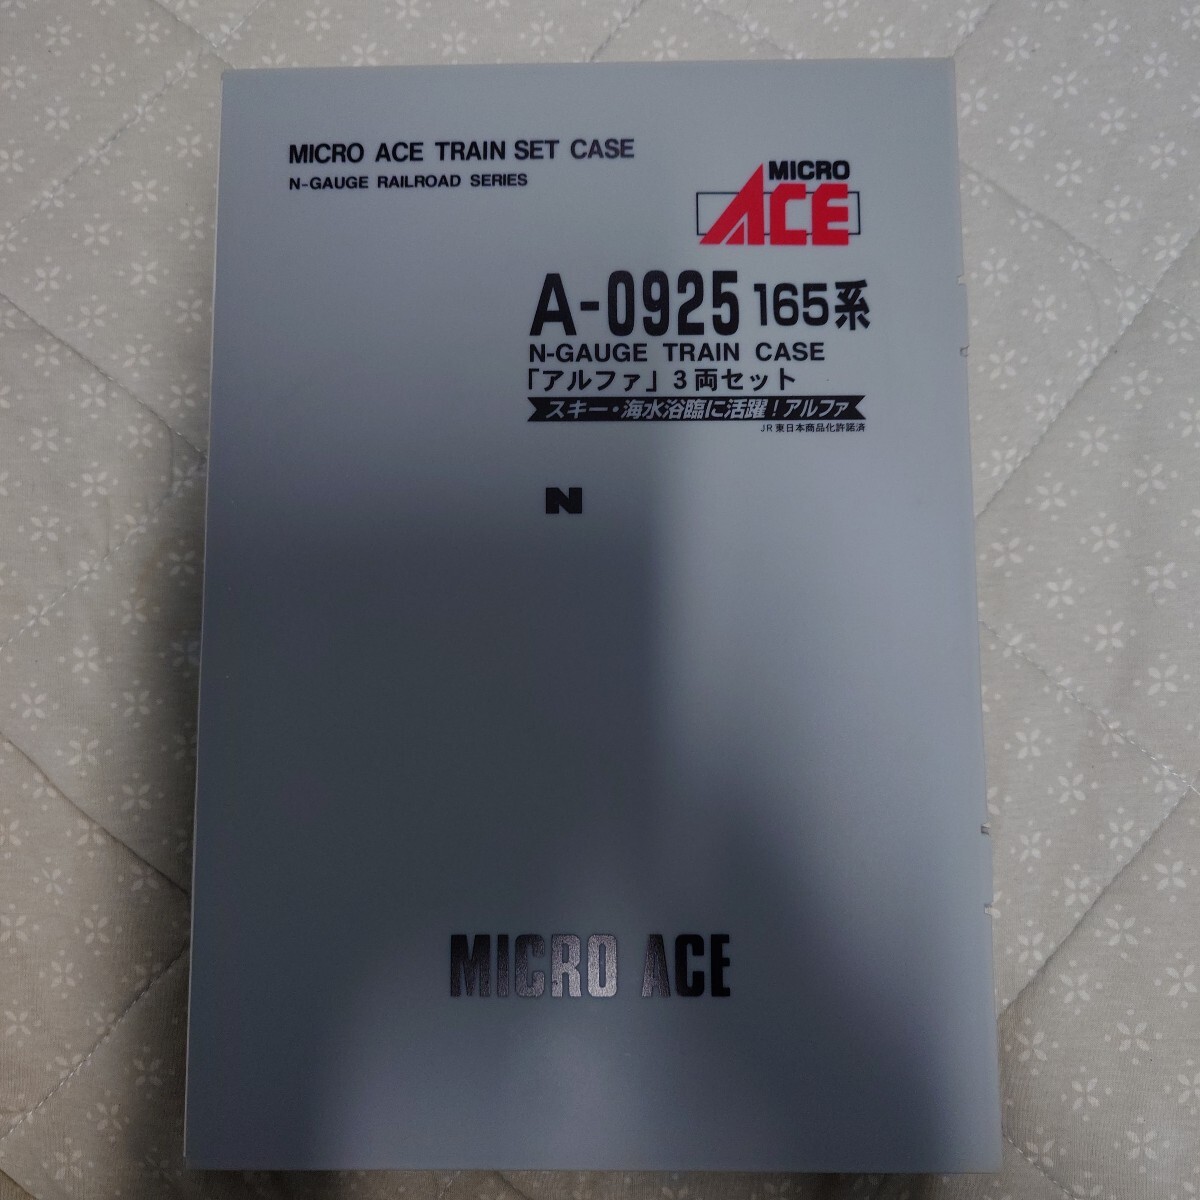 MICRO ACE TRAIN SET CASE
N-GAUGE RAILROAD SERIES
MICRO
ACE
A-0925 165系
N-GAUGE TRAIN CASE
「アルファ」3両セット
スキー・海水浴臨に活躍！アルファ
JR東日本商品化許諾済
N
MICRO ACE